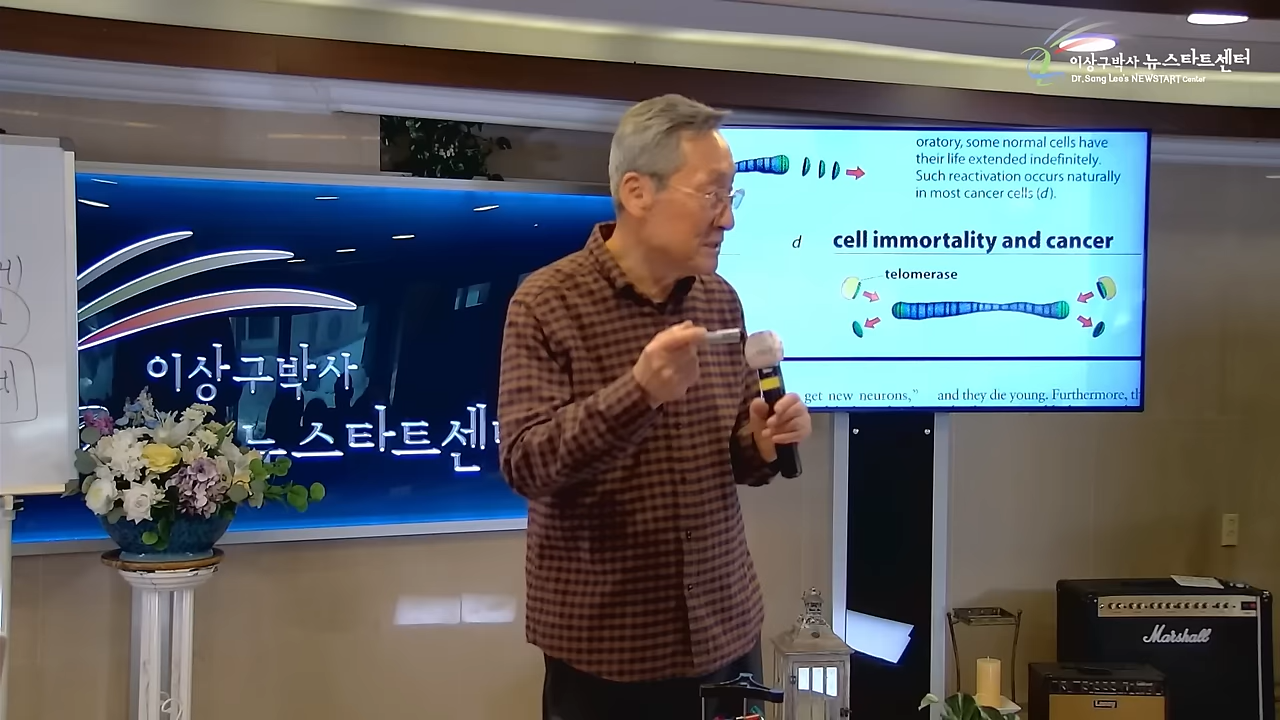 이상구박사 뉴스타트센터
Dr. Sang Lee's NEWSTART Center
oratory, some normal cells have
their life extended indefinitely.
Such reactivation occurs naturally
in most cancer cells (d).
d cell immortality and cancer
telomerase
get new neurons,” and they die young. Furthermore,
이상구박사
뉴스타트센
Marshall